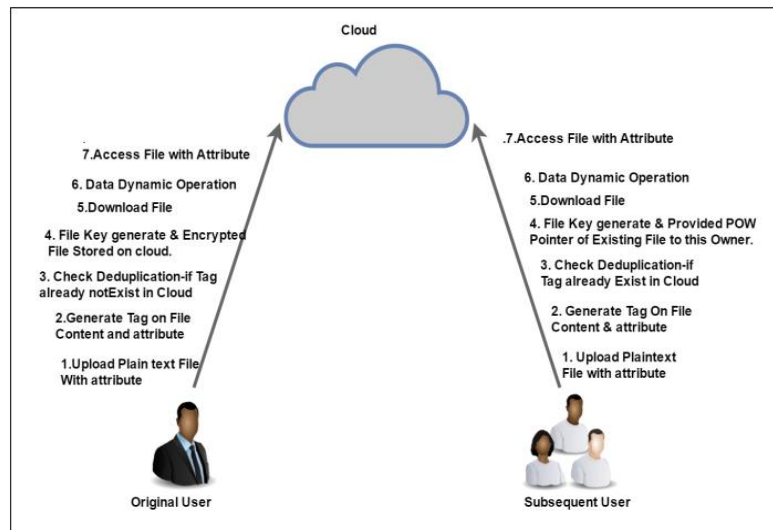 Cloud
.
7.Access File with Attribute
6. Data Dynamic Operation
5.Download File
4. File Key generate & Encrypted
File Stored on cloud.
3. Check Deduplication-if Tag
already notExist in Cloud
2.Generate Tag on File
Content and attribute
1.Upload Plain text File
With attribute
Original User
.7.Access File with Attribute
6. Data Dynamic Operation
5.Download File
4. File Key generate & Provided POW
Pointer of Existing File to this Owner.
3. Check Deduplication-if
Tag already Exist in Cloud
2. Generate Tag On File
Content & attribute
1. Upload Plaintext
File with attribute
Subsequent User